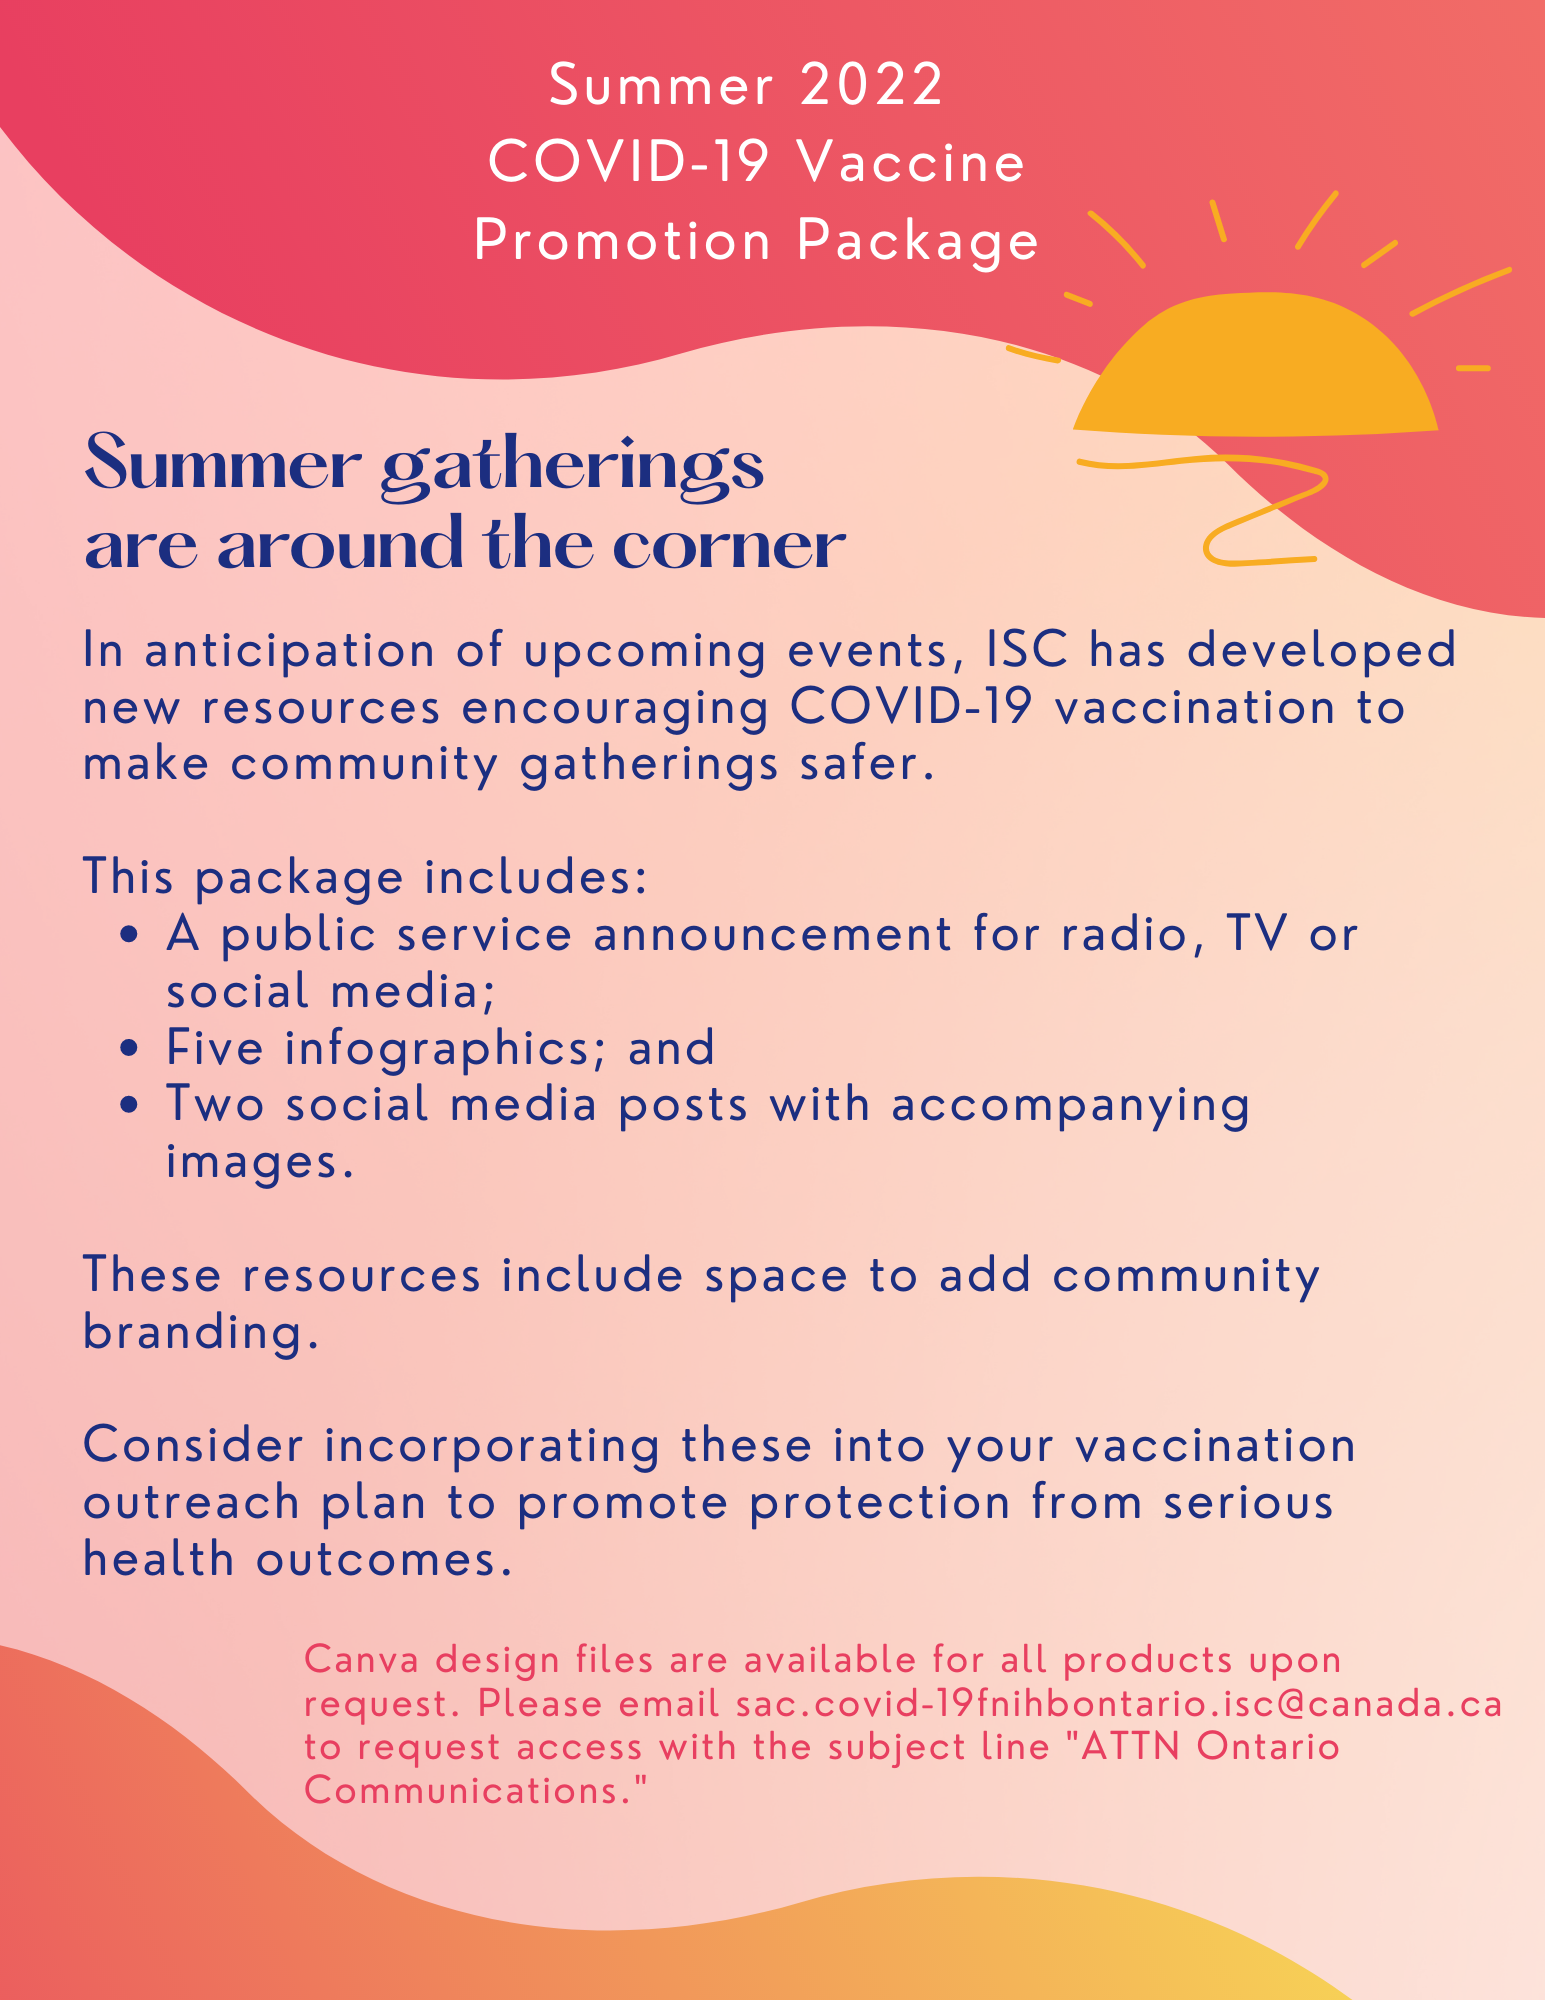 Summer 2022
COVID-19 Vaccine
Promotion Package
Summer gatherings
are around the corner
In anticipation of upcoming events, ISC has developed
new resources encouraging COVID-19 vaccination to
make community gatherings safer.
This package includes:
• A public service announcement for radio, TV or
social media;
• Five infographics; and
• Two social media posts with accompanying
images.
These resources include space to add community
branding.
Consider incorporating these into your vaccination
outreach plan to promote protection from serious
health outcomes.
Canva design files are available for all products upon
request. Please email sac.covid-19fnihbontario.isc@canada.ca
to request access with the subject line "ATTN Ontario
Communications."